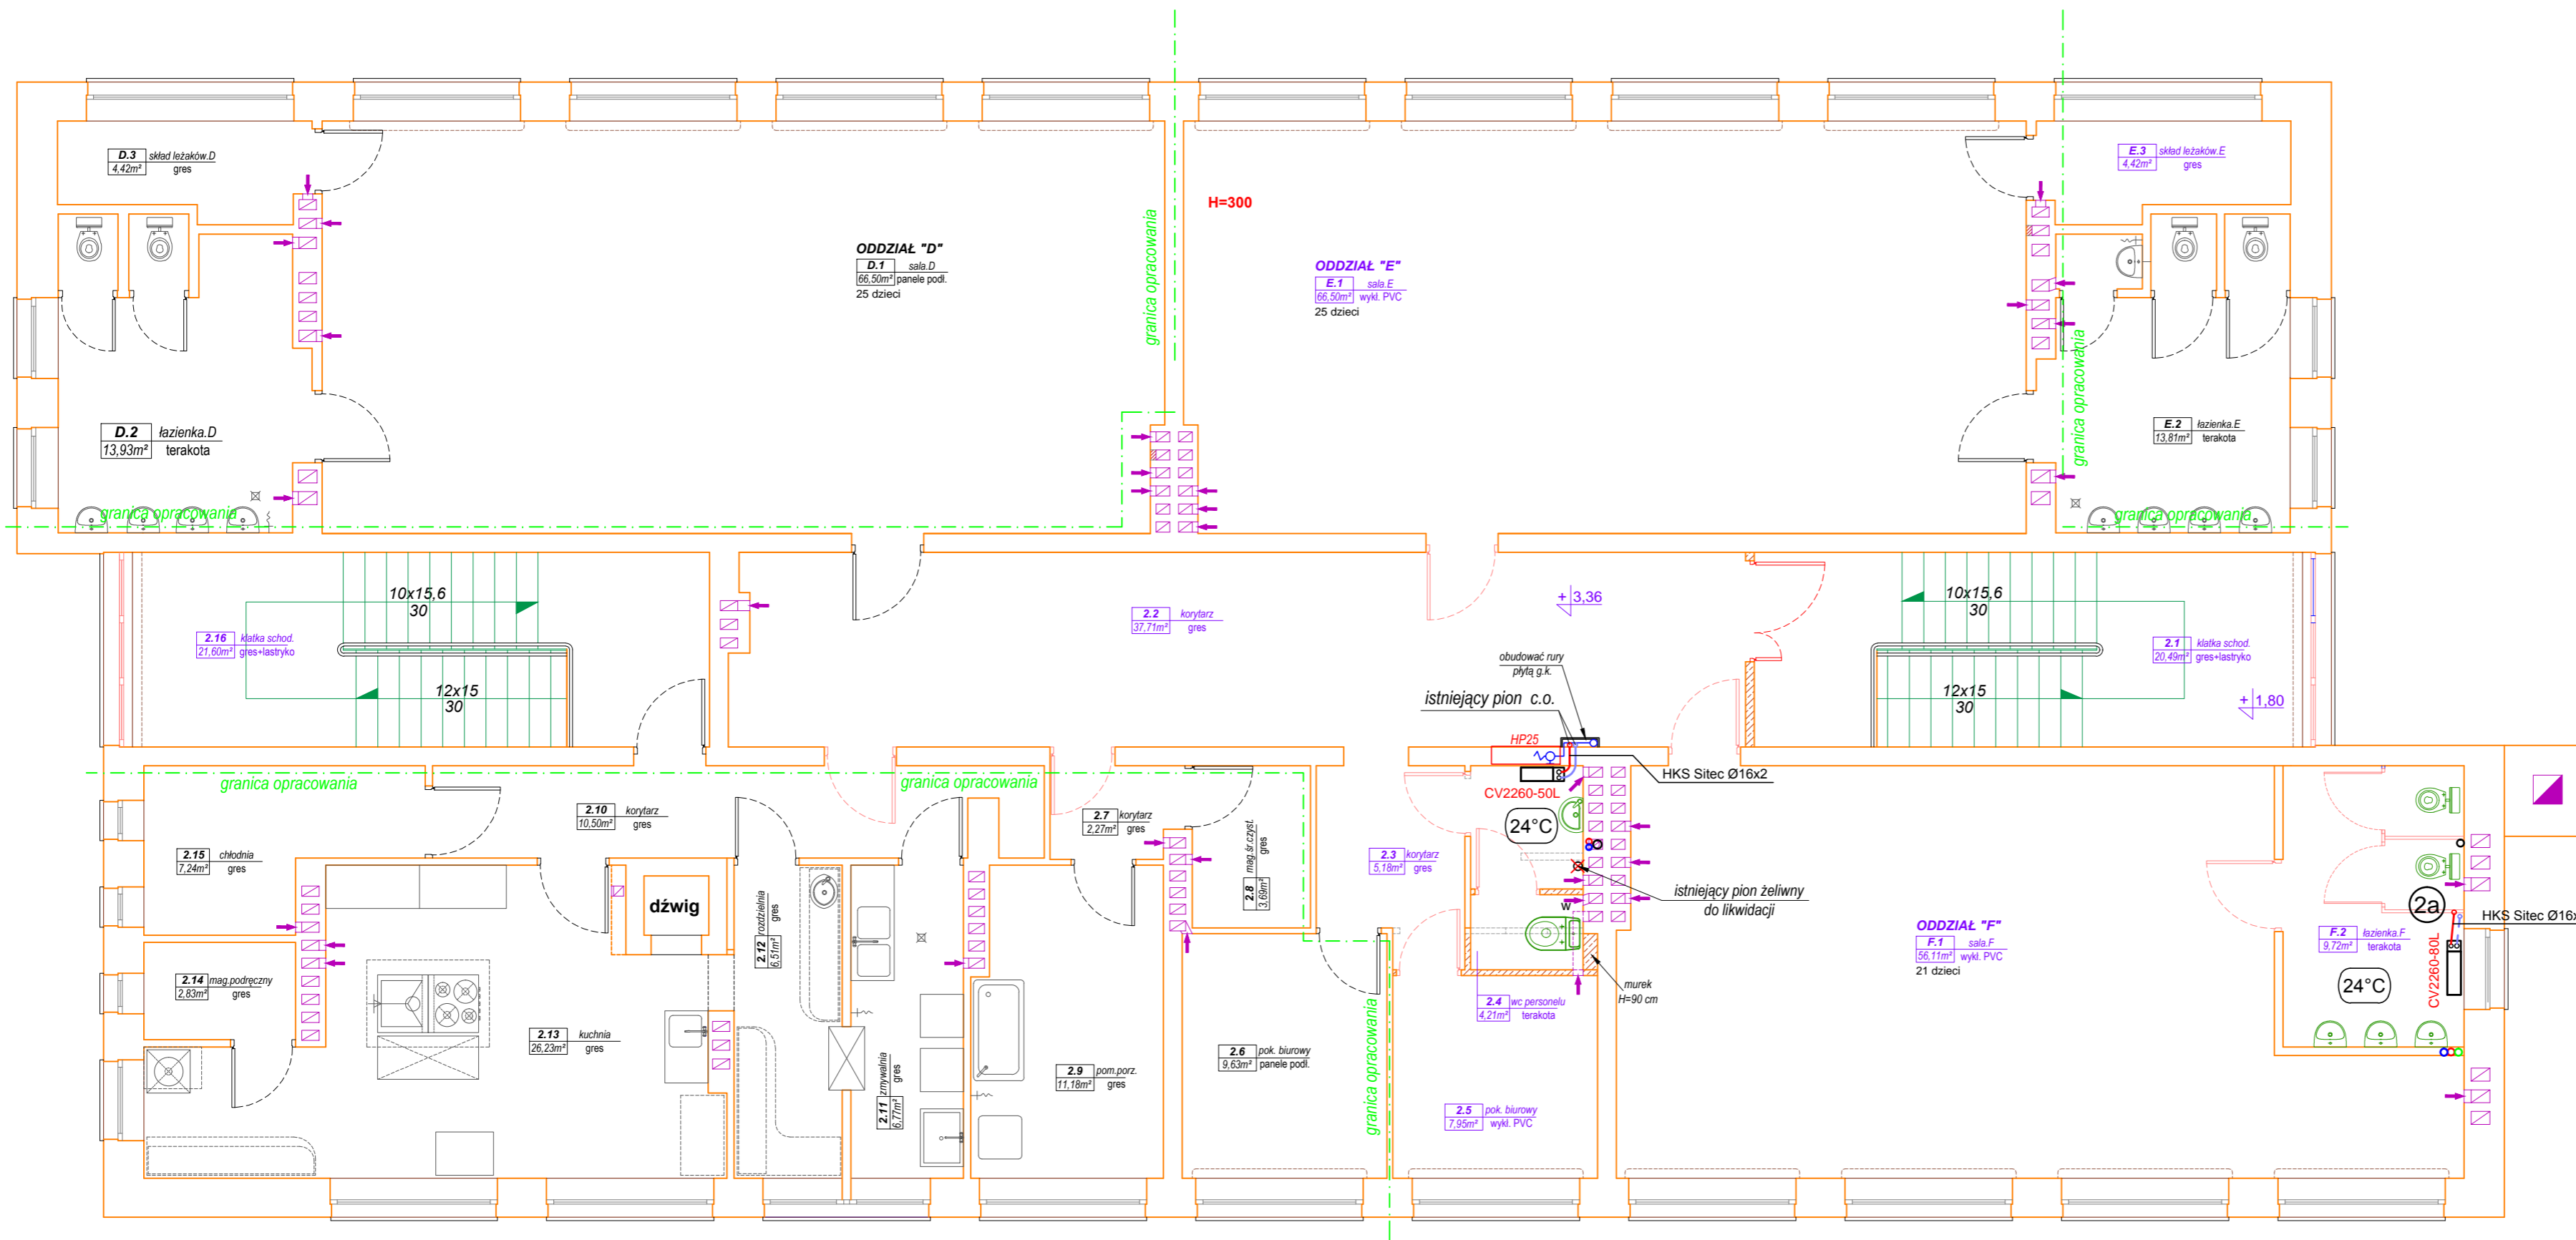 D.3 skład leżaków.D
4,42m² gres
E.3 skład leżaków.E
4,42m² gres
H=300
granica opracowania
ODDZIAŁ "D"
D.1 sala.D
66,50m² panele podł.
25 dzieci
ODDZIAŁ "E"
E.1 sala.E
66,50m² wykł. PVC
25 dzieci
granica opracowania
D.2 łazienka.D
13,93m² terakota
E.2 łazienka.E
13,81m² terakota
granica opracowania
granica opracowania
10x15,6
30
2.16 klatka schod.
21,60m² gres+lastryko
12x15
30
2.2 korytarz
37,71m² gres
+3,36
10x15,6
30
2.1 klatka schod.
20,49m² gres+lastryko
12x15
30
+1,80
obudować rury
płytą g.k.
istniejący pion c.o.
HP25
HKS Sitec Ø16x2
CV2260-50L
24°C
granica opracowania
granica opracowania
2.10 korytarz
10,50m² gres
2.7 korytarz
2,27m² gres
2.15 chłodnia
7,24m² gres
2.8 mag.śr.czyst.
3,69m² gres
2.3 korytarz
5,18m² gres
istniejący pion żeliwny
do likwidacji
w
dźwig
2.12 rozdzielnia
6,51m² gres
ODDZIAŁ "F"
F.1 sala.F
56,11m² wykł. PVC
21 dzieci
2a
HKS Sitec Ø16x
F.2 łazienka.F
9,72m² terakota
24°C
CV2260-80L
2.14 mag.podręczny
2,83m² gres
murek
H=90 cm
2.4 wc personelu
4,21m² terakota
2.13 kuchnia
26,23m² gres
2.11 zmywalnia
6,77m² gres
2.9 pom.porz.
11,18m² gres
2.6 pok. biurowy
9,63m² panele podł.
granica opracowania
2.5 pok. biurowy
7,95m² wykł. PVC